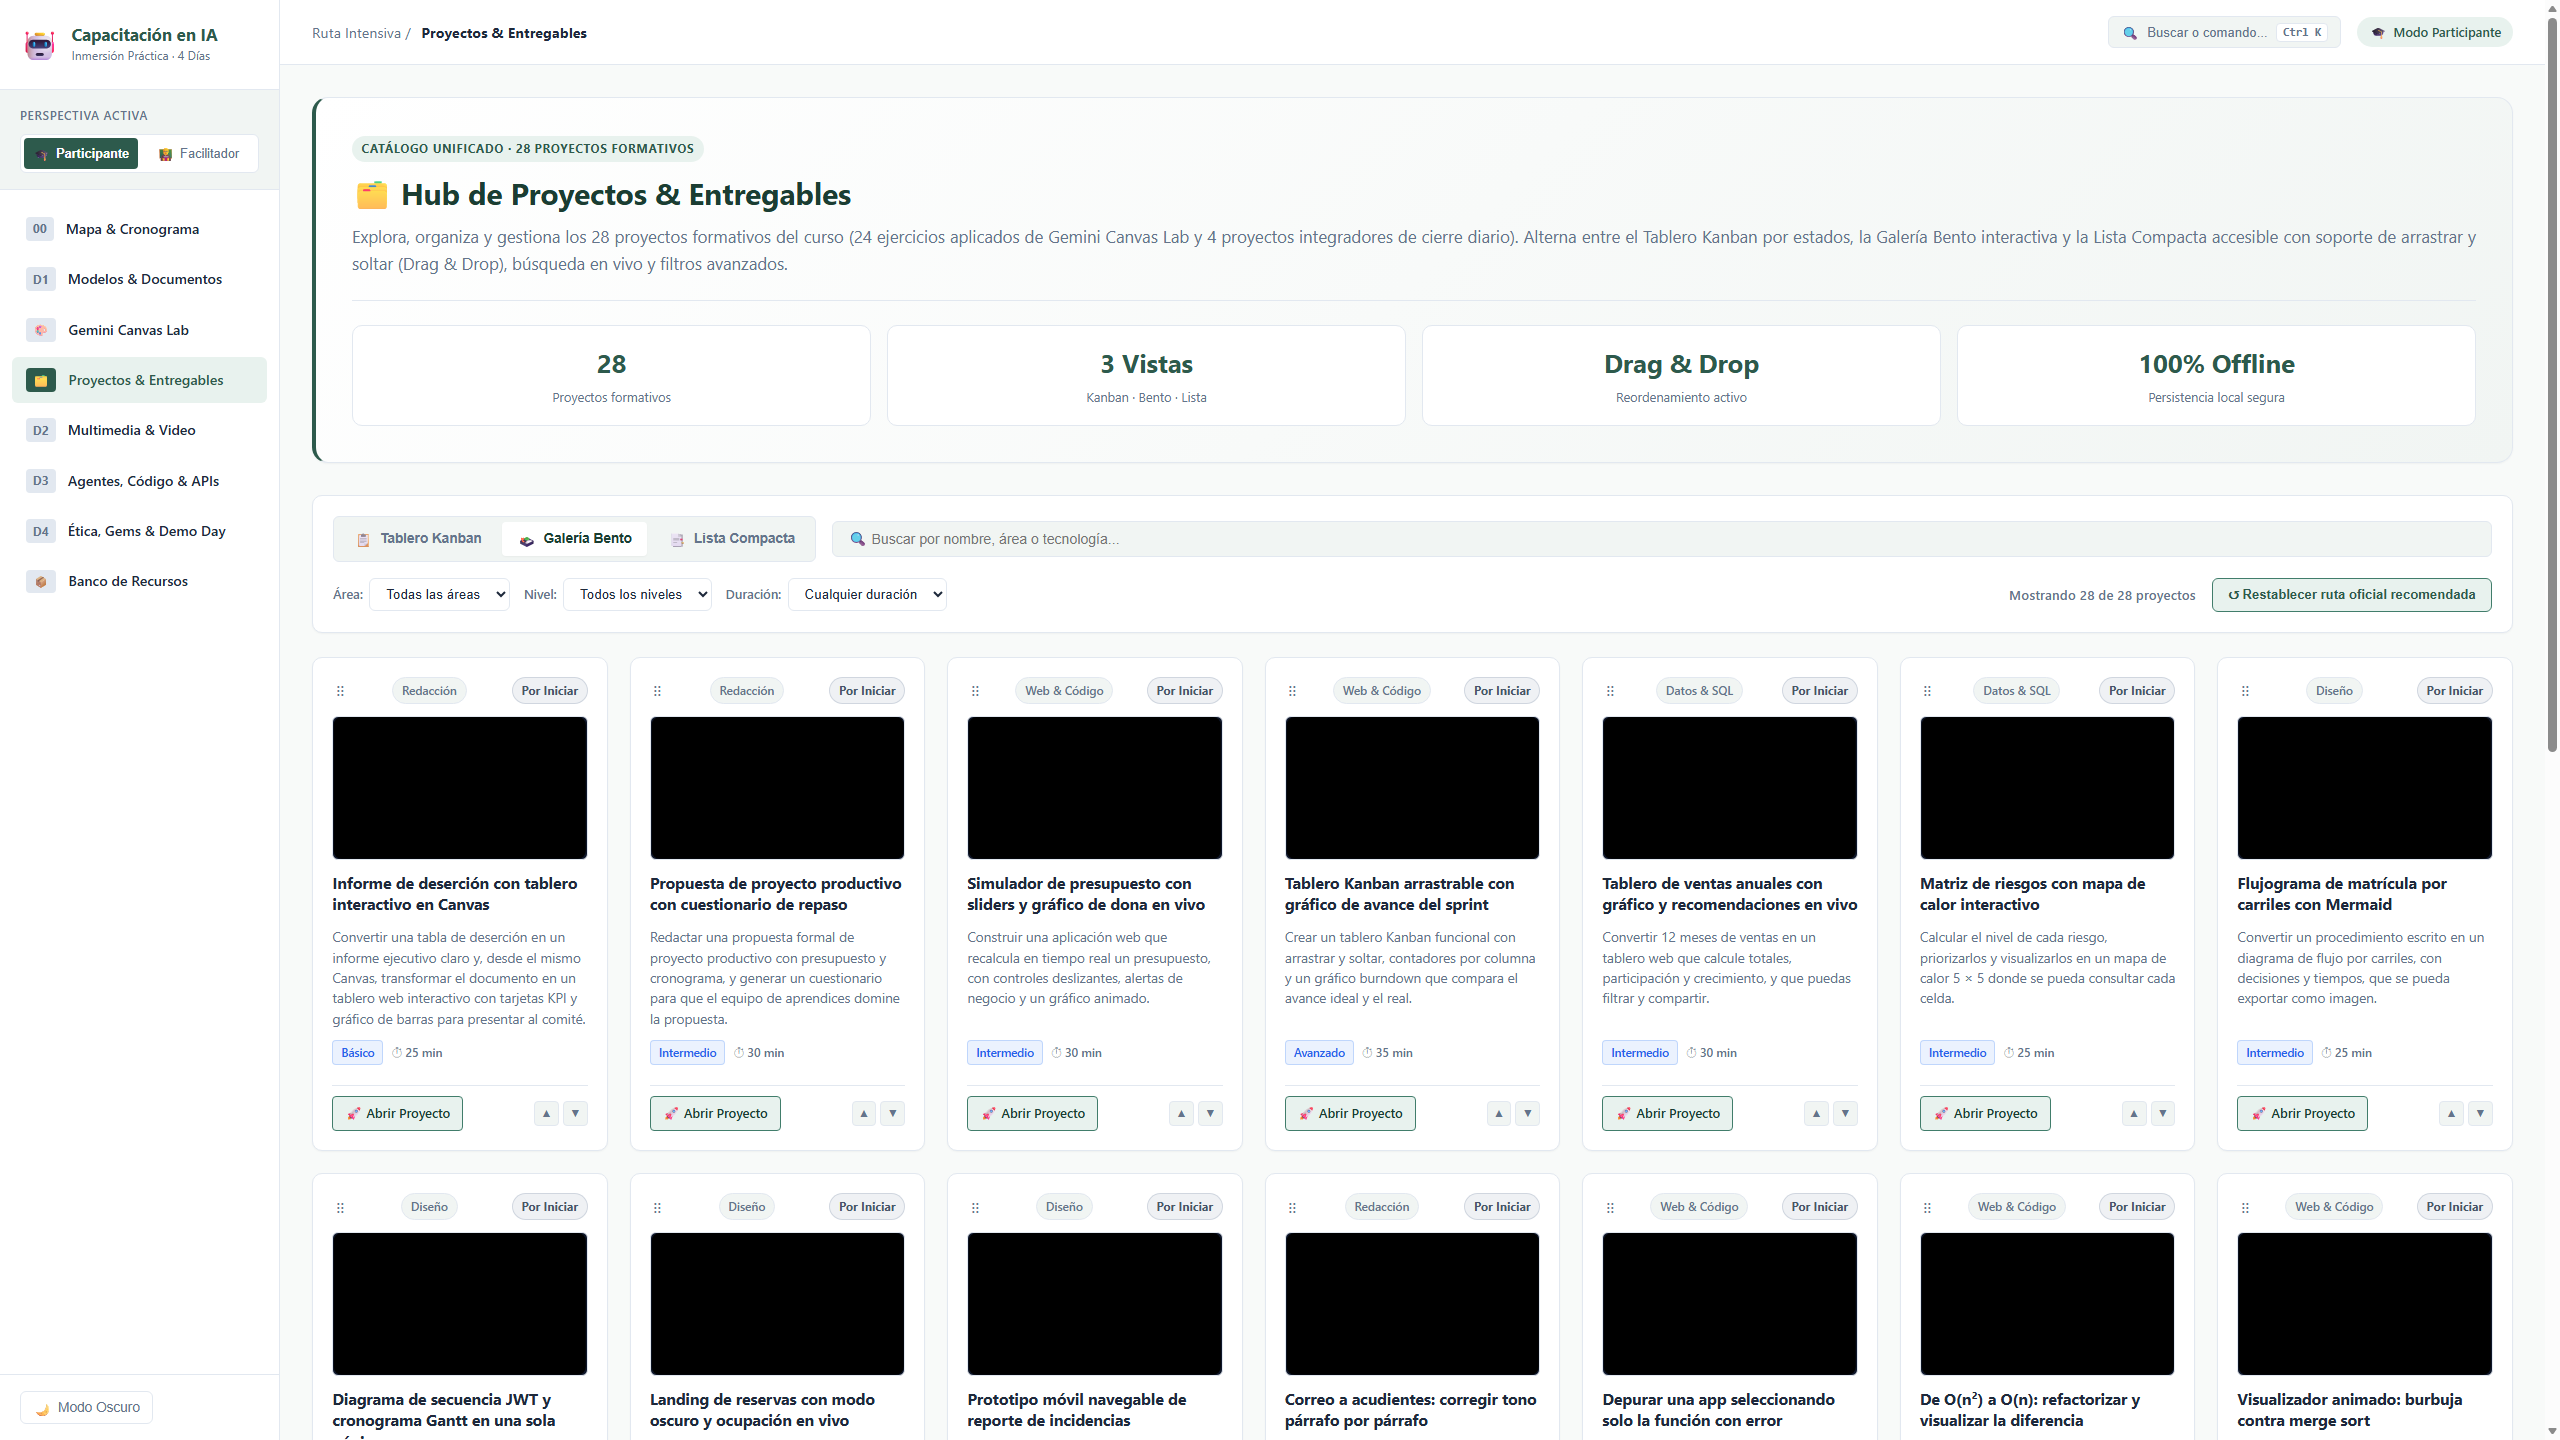 Capacitación en IA
Inmersión Práctica · 4 Días
PERSPECTIVA ACTIVA
Participante
Facilitador
00 Mapa & Cronograma
D1 Modelos & Documentos
Gemini Canvas Lab
Proyectos & Entregables
D2 Multimedia & Video
D3 Agentes, Código & APIs
D4 Ética, Gems & Demo Day
Banco de Recursos
Modo Oscuro
Ruta Intensiva / Proyectos & Entregables
Buscar o comando... Ctrl K
Modo Participante
CATÁLOGO UNIFICADO · 28 PROYECTOS FORMATIVOS
Hub de Proyectos & Entregables
Explora, organiza y gestiona los 28 proyectos formativos del curso (24 ejercicios aplicados de Gemini Canvas Lab y 4 proyectos integradores de cierre diario). Alterna entre el Tablero Kanban por estados, la Galería Bento interactiva y la Lista Compacta accesible con soporte de arrastrar y
soltar (Drag & Drop), búsqueda en vivo y filtros avanzados.
28
Proyectos formativos
3 Vistas
Kanban · Bento · Lista
Drag & Drop
Reordenamiento activo
100% Offline
Persistencia local segura
Tablero Kanban
Galería Bento
Lista Compacta
Buscar por nombre, área o tecnología...
Área: Todas las áreas
Nivel: Todos los niveles
Duración: Cualquier duración
Mostrando 28 de 28 proyectos
↺ Restablecer ruta oficial recomendada
Redacción
Por Iniciar
Informe de deserción con tablero
interactivo en Canvas
Convertir una tabla de deserción en un
informe ejecutivo claro y, desde el mismo
Canvas, transformar el documento en un
tablero web interactivo con tarjetas KPI y
gráfico de barras para presentar al comité.
Básico
25 min
Abrir Proyecto
▲ ▼
Redacción
Por Iniciar
Propuesta de proyecto productivo
con cuestionario de repaso
Redactar una propuesta formal de
proyecto productivo con presupuesto y
cronograma, y generar un cuestionario
para que el equipo de aprendices domine
la propuesta.
Intermedio
30 min
Abrir Proyecto
▲ ▼
Web & Código
Por Iniciar
Simulador de presupuesto con
sliders y gráfico de dona en vivo
Construir una aplicación web que
recalcula en tiempo real un presupuesto,
con controles deslizantes, alertas de
negocio y un gráfico animado.
Intermedio
30 min
Abrir Proyecto
▲ ▼
Web & Código
Por Iniciar
Tablero Kanban arrastrable con
gráfico de avance del sprint
Crear un tablero Kanban funcional con
arrastrar y soltar, contadores por columna
y un gráfico burndown que compara el
avance ideal y el real.
Avanzado
35 min
Abrir Proyecto
▲ ▼
Datos & SQL
Por Iniciar
Tablero de ventas anuales con
gráfico y recomendaciones en vivo
Convertir 12 meses de ventas en un
tablero web que calcule totales,
participación y crecimiento, y que puedas
filtrar y compartir.
Intermedio
30 min
Abrir Proyecto
▲ ▼
Datos & SQL
Por Iniciar
Matriz de riesgos con mapa de
calor interactivo
Calcular el nivel de cada riesgo,
priorizarlos y visualizarlos en un mapa de
calor 5 × 5 donde se pueda consultar cada
celda.
Intermedio
25 min
Abrir Proyecto
▲ ▼
Diseño
Por Iniciar
Flujograma de matrícula por
carriles con Mermaid
Convertir un procedimiento escrito en un
diagrama de flujo por carriles, con
decisiones y tiempos, que se pueda
exportar como imagen.
Intermedio
25 min
Abrir Proyecto
▲ ▼
Diseño
Por Iniciar
Diagrama de secuencia JWT y
cronograma Gantt en una sola
Diseño
Por Iniciar
Landing de reservas con modo
oscuro y ocupación en vivo
Diseño
Por Iniciar
Prototipo móvil navegable de
reporte de incidencias
Redacción
Por Iniciar
Correo a acudientes: corregir tono
párrafo por párrafo
Web & Código
Por Iniciar
Depurar una app seleccionando
solo la función con error
Web & Código
Por Iniciar
De O(n²) a O(n): refactorizar y
visualizar la diferencia
Web & Código
Por Iniciar
Visualizador animado: burbuja
contra merge sort